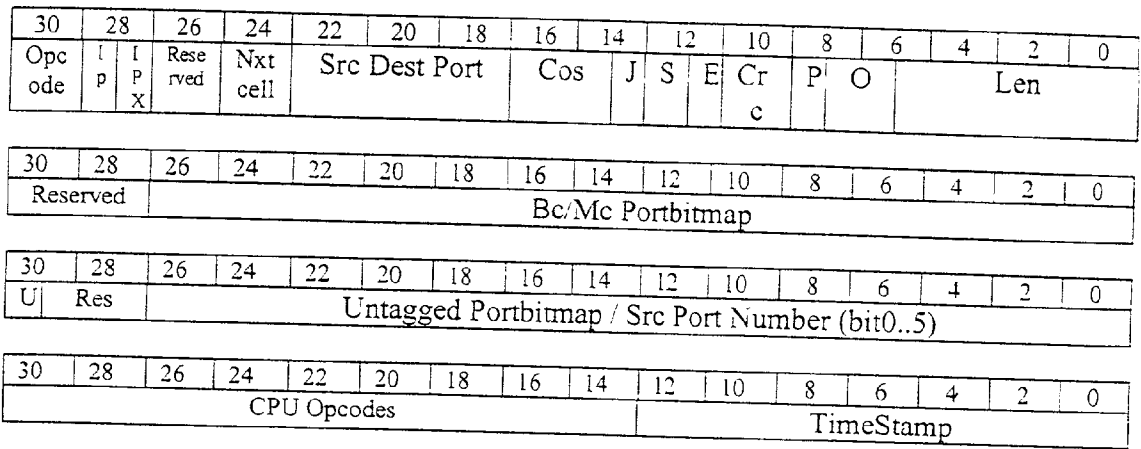 30 28 26 24 22 20 18 16 14 12 10 8 6 4 2 0
Opc ode Ip IPX Rese rved Nxt cell Src Dest Port Cos J S E Cr c P O Len
30 28 26 24 22 20 18 16 14 12 10 8 6 4 2 0
Reserved Bc/Mc Portbitmap
30 28 26 24 22 20 18 16 14 12 10 8 6 4 2 0
U Res Untagged Portbitmap / Src Port Number (bit0..5)
30 28 26 24 22 20 18 16 14 12 10 8 6 4 2 0
CPU Opcodes TimeStamp